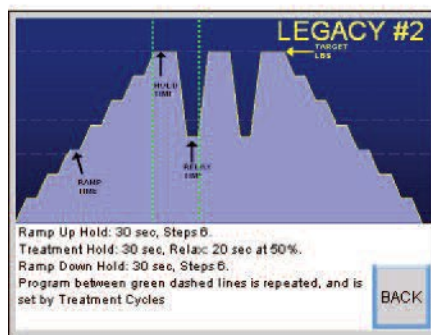 LEGACY #2
TARGET
LBS
HOLD
TIME
RELAX
TIME
RAMP
TIME
Ramp Up Hold: 30 sec, Steps 6.
Treatment Hold: 30 sec, Relax: 20 sec at 50%.
Ramp Down Hold: 30 sec, Steps 6.
Program between green dashed lines is repeated, and is
set by Treatment Cycles
BACK